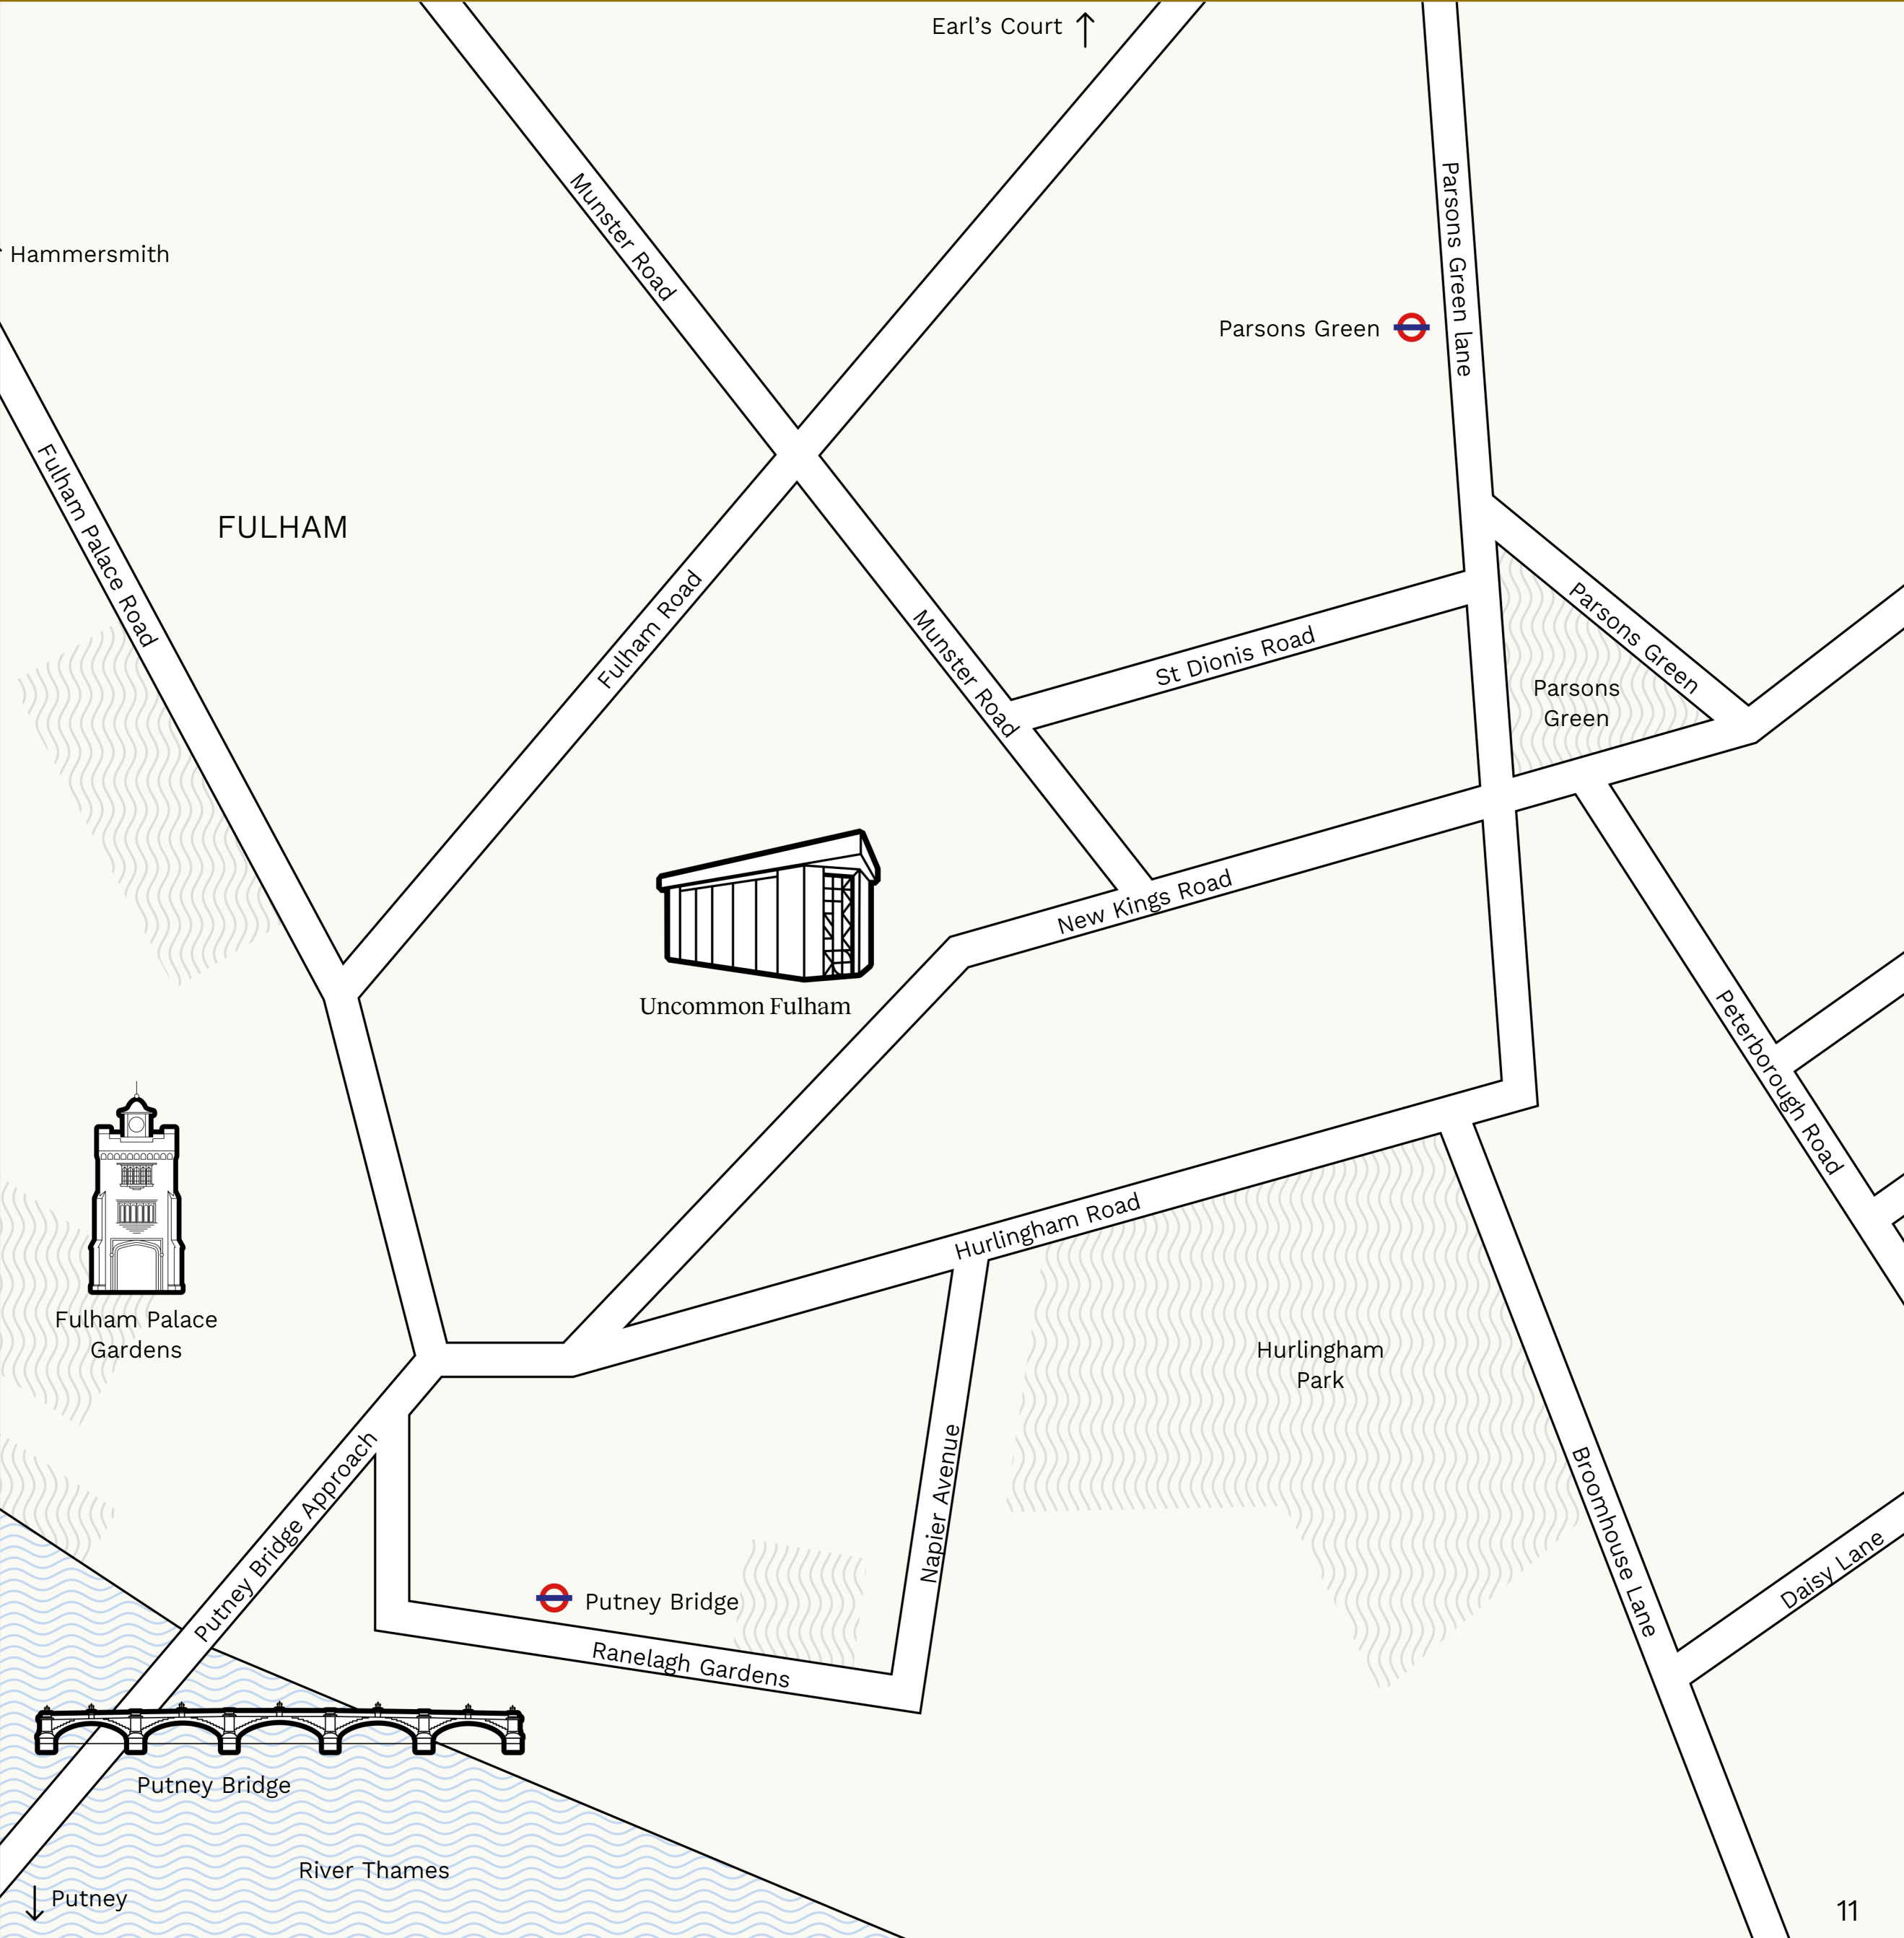 Earl’s Court
Munster Road
Parsons Green lane
Hammersmith
Parsons Green
Fulham Palace Road
FULHAM
Fulham Road
Munster Road
St Dionis Road
Parsons Green
Parsons
Green
New Kings Road
Uncommon Fulham
Peterborough Road
Hurlingham Road
Fulham Palace
Gardens
Hurlingham
Park
Putney Bridge Approach
Napier Avenue
Broomhouse Lane
Daisy Lane
Putney Bridge
Ranelagh Gardens
Putney Bridge
River Thames
Putney
11